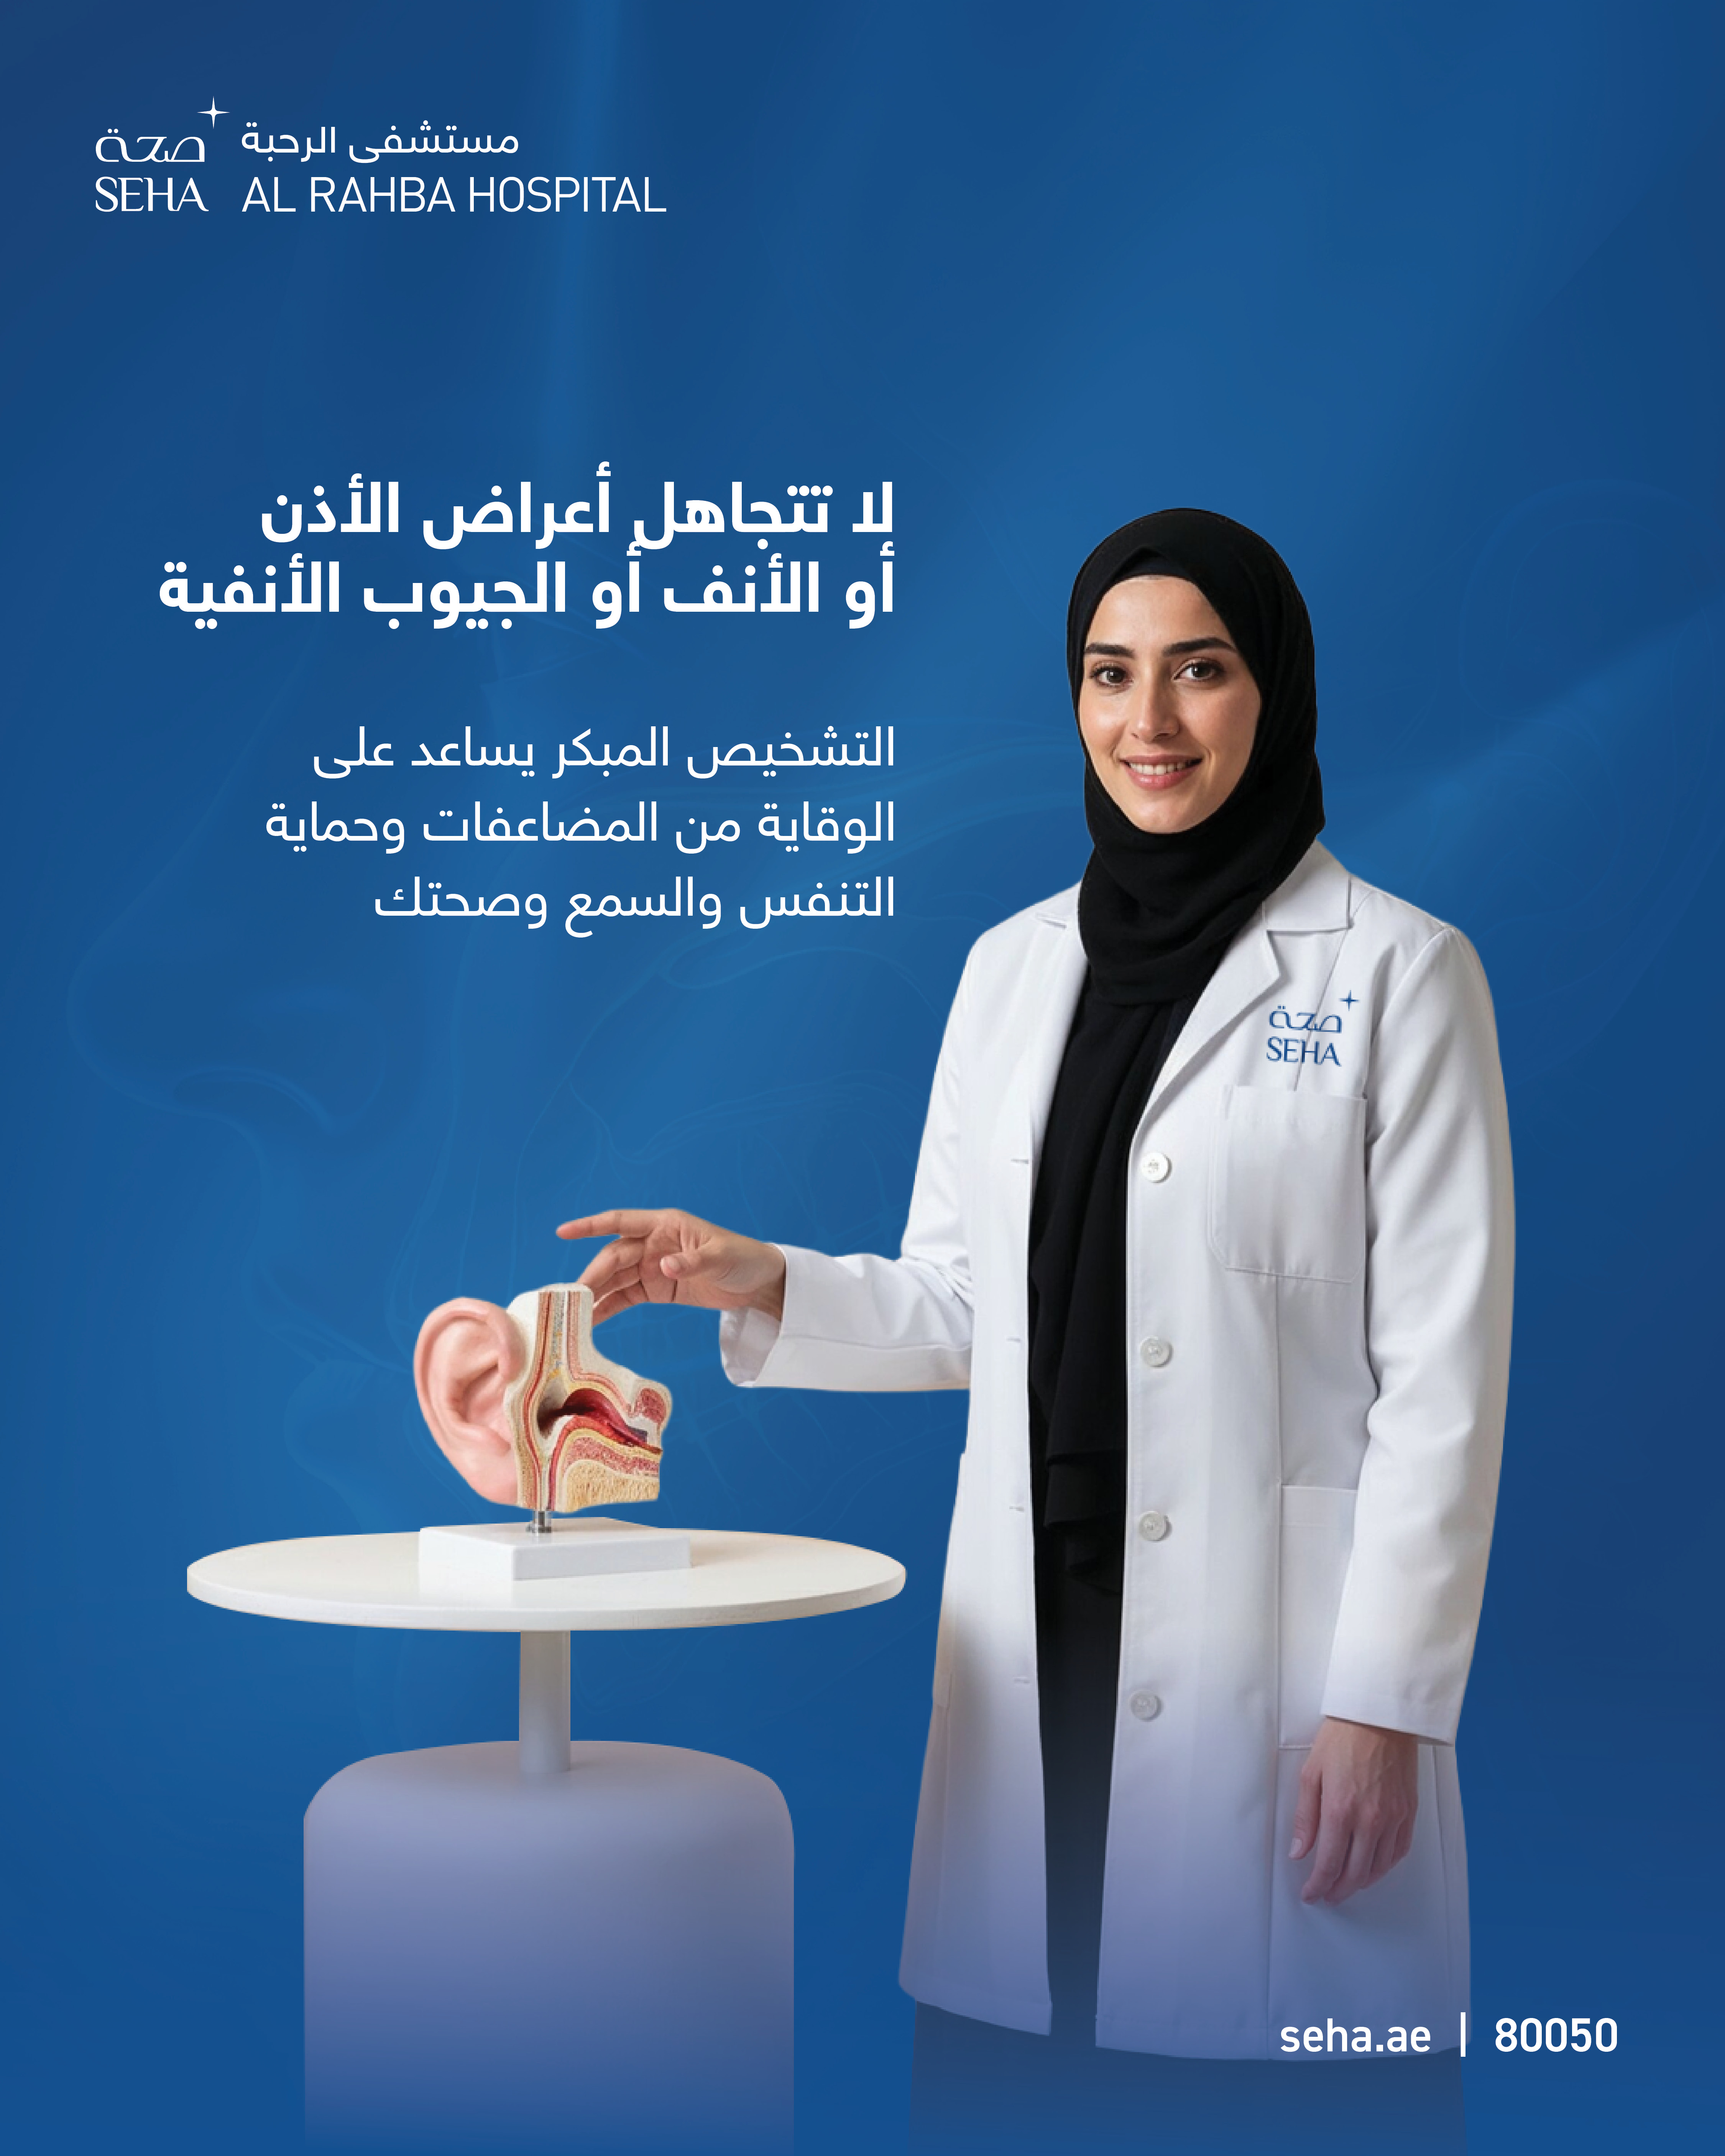 صحة
SEHA
مستشفى الرحبة
AL RAHBA HOSPITAL
لا تتجاهل أعراض الأذن
أو الأنف أو الجيوب الأنفية
التشخيص المبكر يساعد على
الوقاية من المضاعفات وحماية
التنفس والسمع وصحتك
صحة
SEHA
seha.ae | 80050